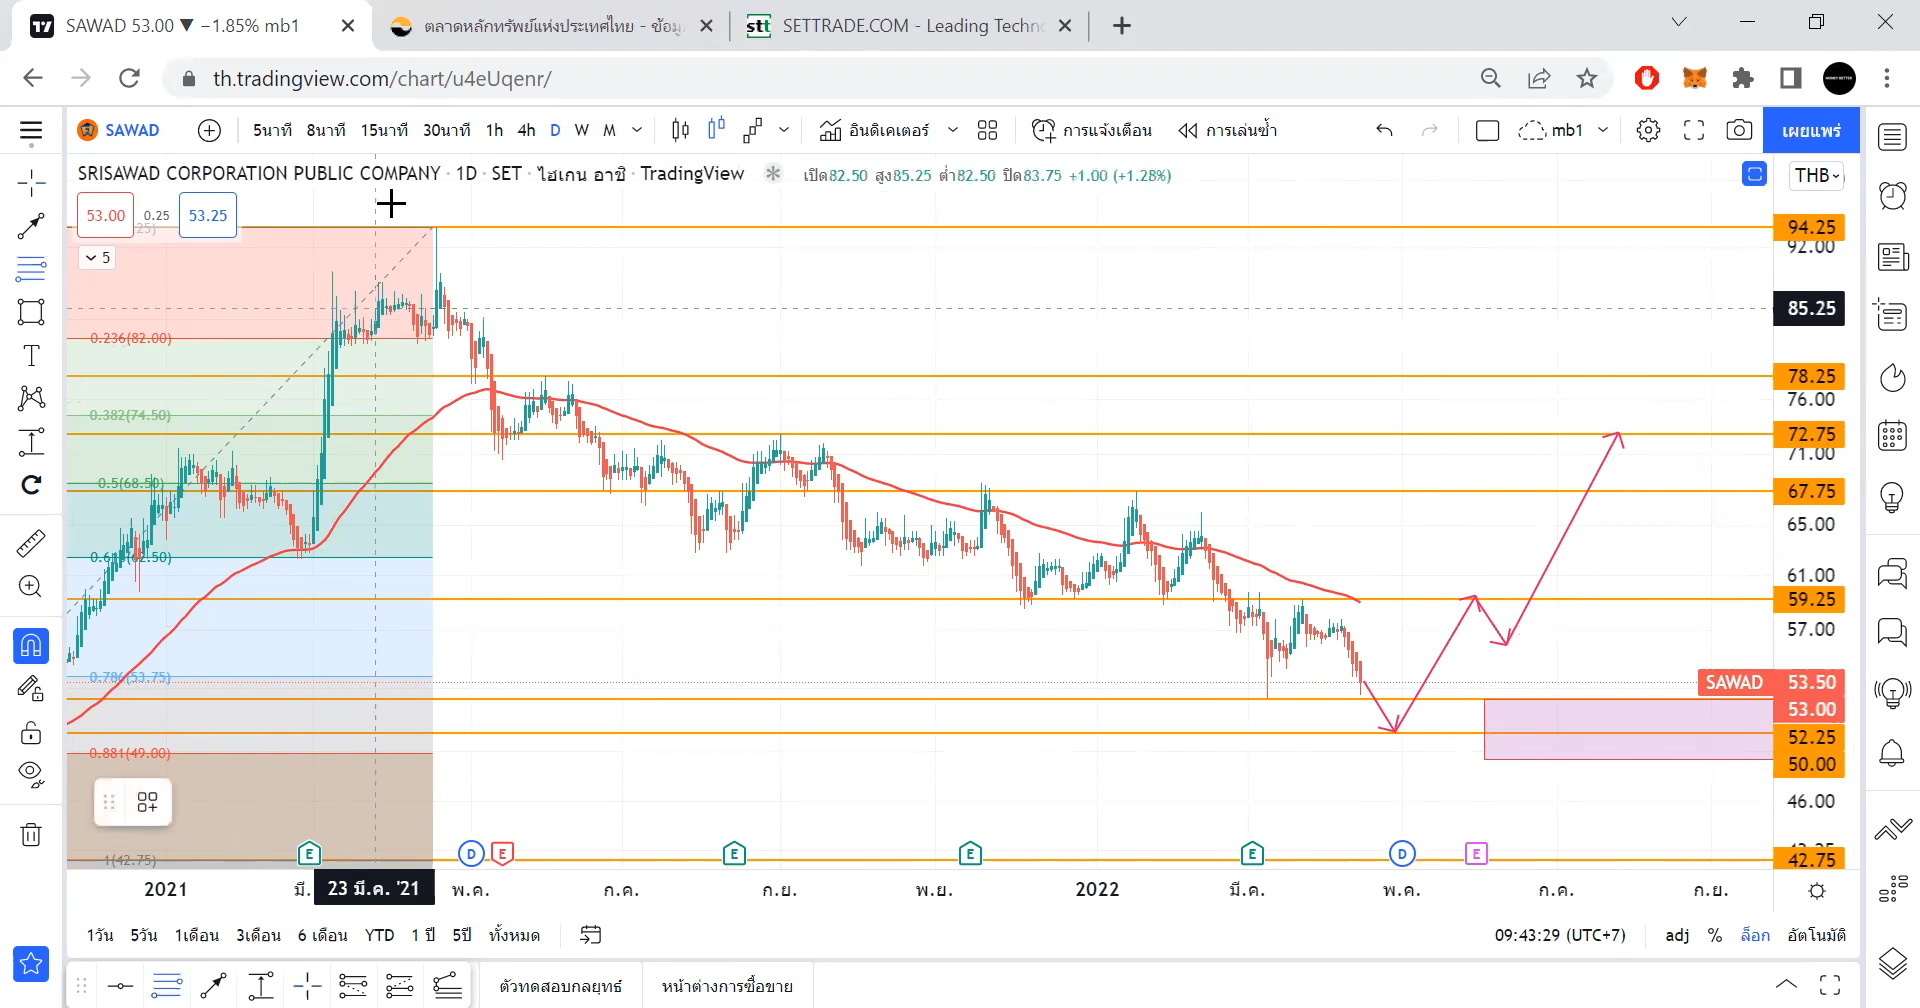 SAWAD 53.00 ▼ −1.85% mb1
ตลาดหลักทรัพย์แห่งประเทศไทย - ข้อมู
stt SETTRADE.COM - Leading Techno
th.tradingview.com/chart/u4eUqenr/
SAWAD
5นาที 8นาที 15นาที 30นาที 1h 4h D W M
อินดิเคเตอร์
การแจ้งเตือน
การเล่นซ้ำ
mb1
เผยแพร่
SRISAWAD CORPORATION PUBLIC COMPANY · 1D · SET · ไฮเกน อาชิ · TradingView
เปิด82.50 สูง85.25 ต่ำ82.50 ปิด83.75 +1.00 (+1.28%)
THB
53.00 0.25 53.25
5
94.25
92.00
85.25
0.236(82.00)
78.25
76.00
0.382(74.50)
72.75
71.00
0.5(68.50)
67.75
65.00
61.00
59.25
57.00
0.786(53.75)
SAWAD 53.50
53.00
52.25
0.881(49.00)
50.00
46.00
1(42.75)
42.75
E D E E E E D E
2021 มี. 23 มี.ค. '21 พ.ค. ก.ค. ก.ย. พ.ย. 2022 มี.ค. พ.ค. ก.ค. ก.ย.
1วัน 5วัน 1เดือน 3เดือน 6 เดือน YTD 1 ปี 5ปี ทั้งหมด
09:43:29 (UTC+7) adj % ล็อก อัตโนมัติ
ตัวทดสอบกลยุทธ์ หน้าต่างการซื้อขาย